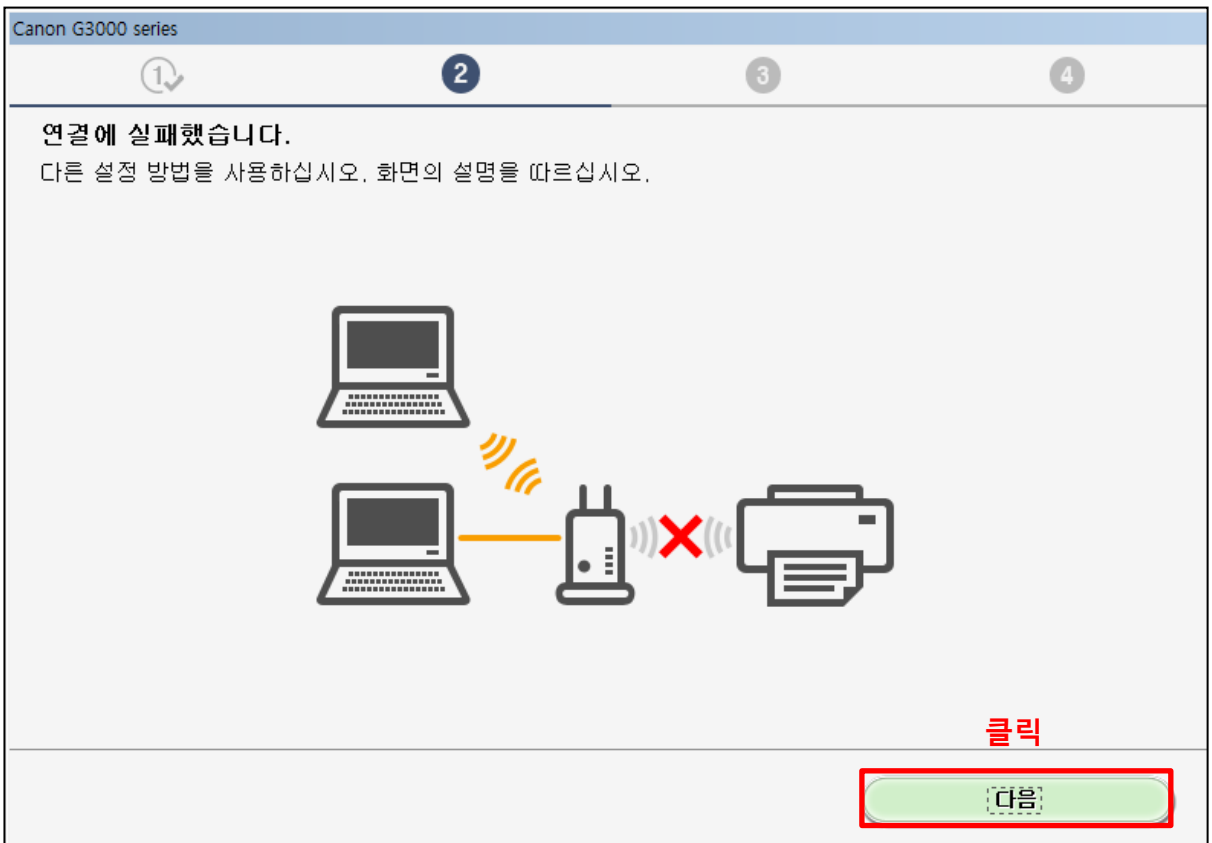 Canon G3000 series
1 2 3 4
연결에 실패했습니다.
다른 설정 방법을 사용하십시오. 화면의 설명을 따르십시오.
클릭
다음